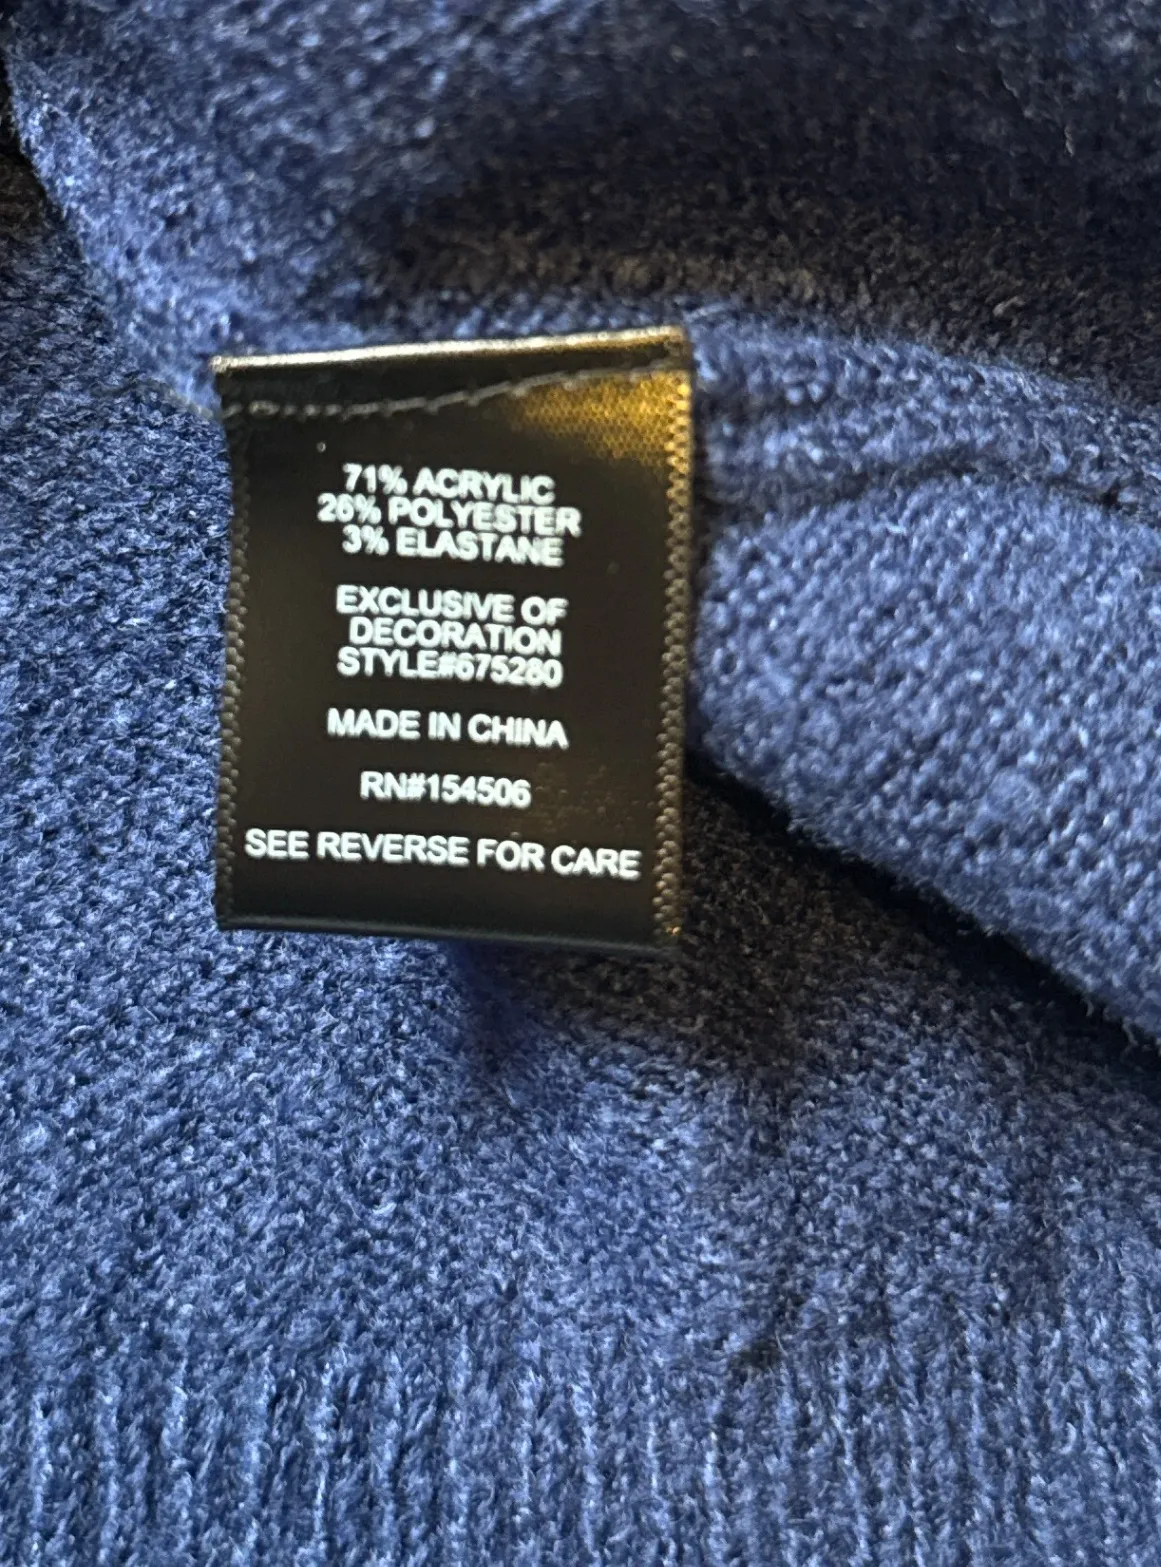 71% ACRYLIC
26% POLYESTER
3% ELASTANE
EXCLUSIVE OF
DECORATION
STYLE#675280
MADE IN CHINA
RN#154506
SEE REVERSE FOR CARE